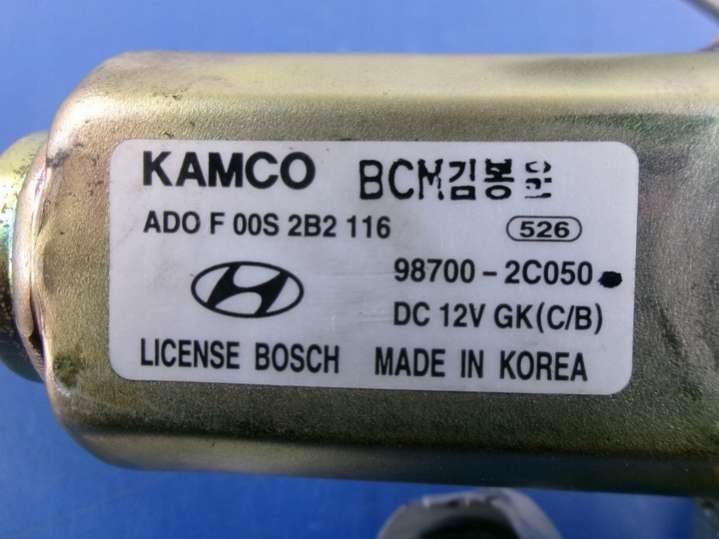 KAMCO BCM김봉
ADO F 00S 2B2 116 526
98700-2C050
DC 12V GK(C/B)
LICENSE BOSCH MADE IN KOREA